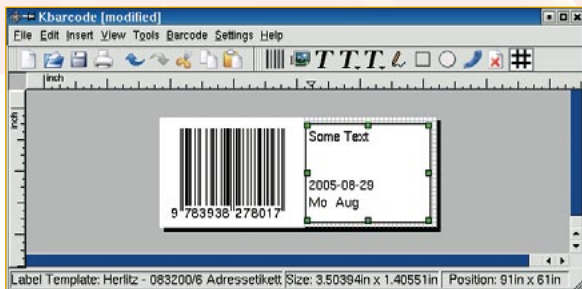 Kbarcode [modified]
File Edit Insert View Tools Barcode Settings Help
T T T
inch
inch
Some Text
2005-08-29
Mo Aug
9 783938 278017
Label Template: Herlitz - 083200/6 Adressetikett Size: 3.50394in x 1.40551in Position: 91in x 61in